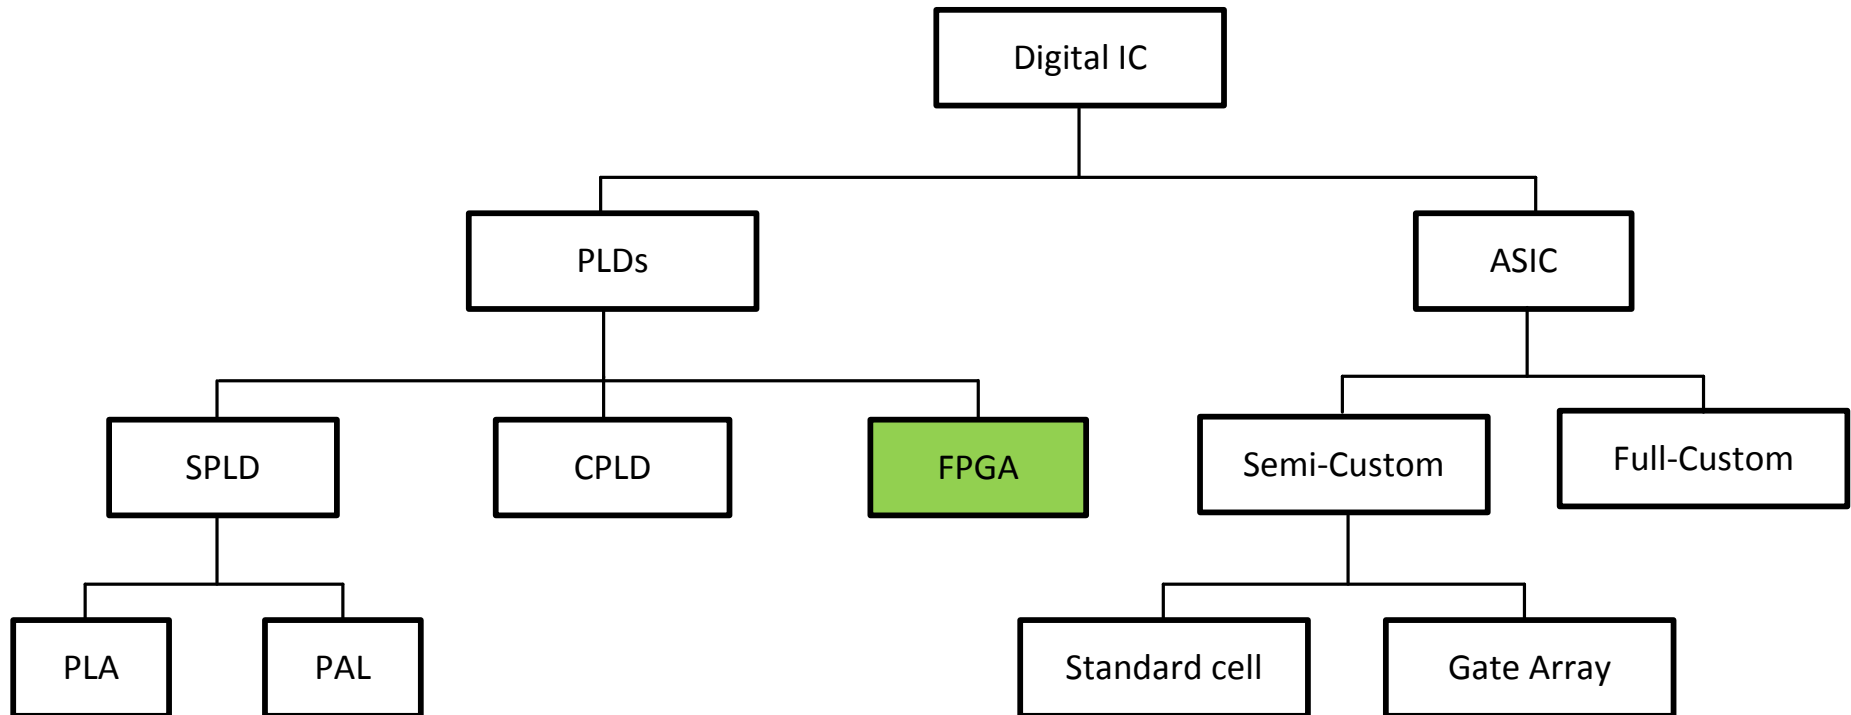 Digital IC
PLDs
ASIC
SPLD
CPLD
FPGA
Semi-Custom
Full-Custom
PLA
PAL
Standard cell
Gate Array